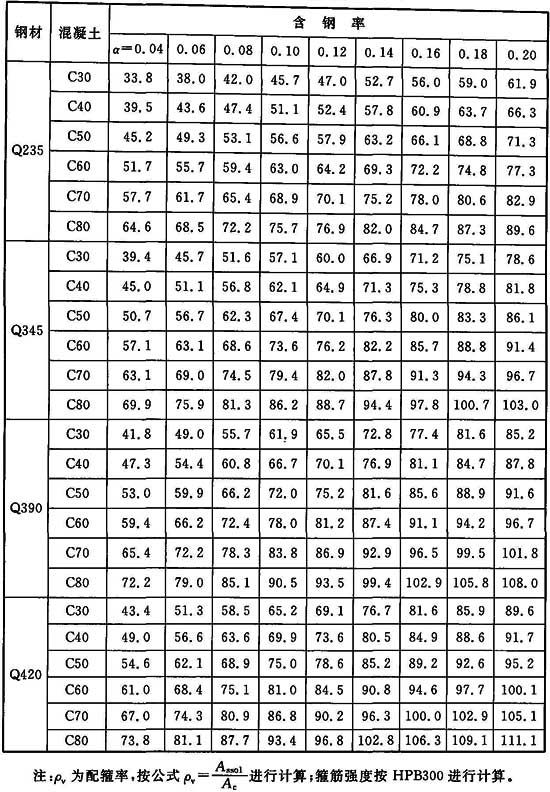 钢材 混凝土 含钢率
α=0.04 0.06 0.08 0.10 0.12 0.14 0.16 0.18 0.20
Q235
C30 33.8 38.0 42.0 45.7 47.0 52.7 56.0 59.0 61.9
C40 39.5 43.6 47.4 51.1 52.4 57.8 60.9 63.7 66.3
C50 45.2 49.3 53.1 56.6 57.9 63.2 66.1 68.8 71.3
C60 51.7 55.7 59.4 63.0 64.2 69.3 72.2 74.8 77.3
C70 57.7 61.7 65.4 68.9 70.1 75.2 78.0 80.6 82.9
C80 64.6 68.5 72.2 75.7 76.9 82.0 84.7 87.3 89.6
Q345
C30 39.4 45.7 51.6 57.1 60.0 66.9 71.2 75.1 78.6
C40 45.0 51.1 56.8 62.1 64.9 71.3 75.3 78.8 81.8
C50 50.7 56.7 62.3 67.4 70.1 76.3 80.0 83.3 86.1
C60 57.1 63.1 68.6 73.6 76.2 82.2 85.7 88.8 91.4
C70 63.1 69.0 74.5 79.4 82.0 87.8 91.3 94.3 96.7
C80 69.9 75.9 81.3 86.2 88.7 94.4 97.8 100.7 103.0
Q390
C30 41.8 49.0 55.7 61.9 65.5 72.8 77.4 81.6 85.2
C40 47.3 54.4 60.8 66.7 70.1 76.9 81.1 84.7 87.8
C50 53.0 59.9 66.2 72.0 75.2 81.6 85.6 88.9 91.6
C60 59.4 66.2 72.4 78.0 81.2 87.4 91.1 94.2 96.7
C70 65.4 72.2 78.3 83.8 86.9 92.9 96.5 99.5 101.8
C80 72.2 79.0 85.1 90.5 93.5 99.4 102.9 105.8 108.0
Q420
C30 43.4 51.3 58.5 65.2 69.1 76.7 81.6 85.9 89.6
C40 49.0 56.6 63.6 69.9 73.6 80.5 84.9 88.6 91.7
C50 54.6 62.1 68.9 75.0 78.6 85.2 89.2 92.6 95.2
C60 61.0 68.4 75.1 81.0 84.5 90.8 94.6 97.7 100.1
C70 67.0 74.3 80.9 86.8 90.2 96.3 100.0 102.9 105.1
C80 73.8 81.1 87.7 93.4 96.8 102.8 106.3 109.1 111.1
注:ρv 为配箍率,按公式 ρv=Asso1/Ac 进行计算;箍筋强度按 HPB300 进行计算。